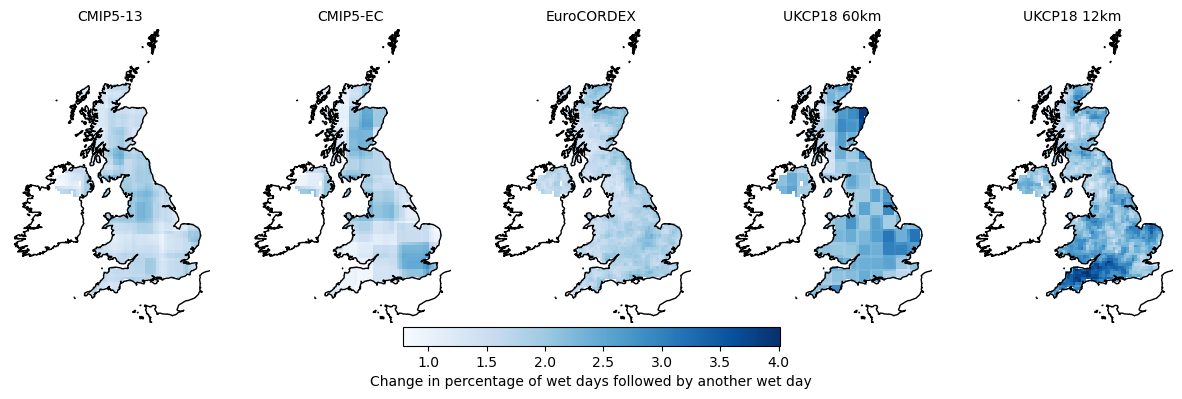 CMIP5-13
CMIP5-EC
EuroCORDEX
UKCP18 60km
UKCP18 12km
1.0
1.5
2.0
2.5
3.0
3.5
4.0
Change in percentage of wet days followed by another wet day